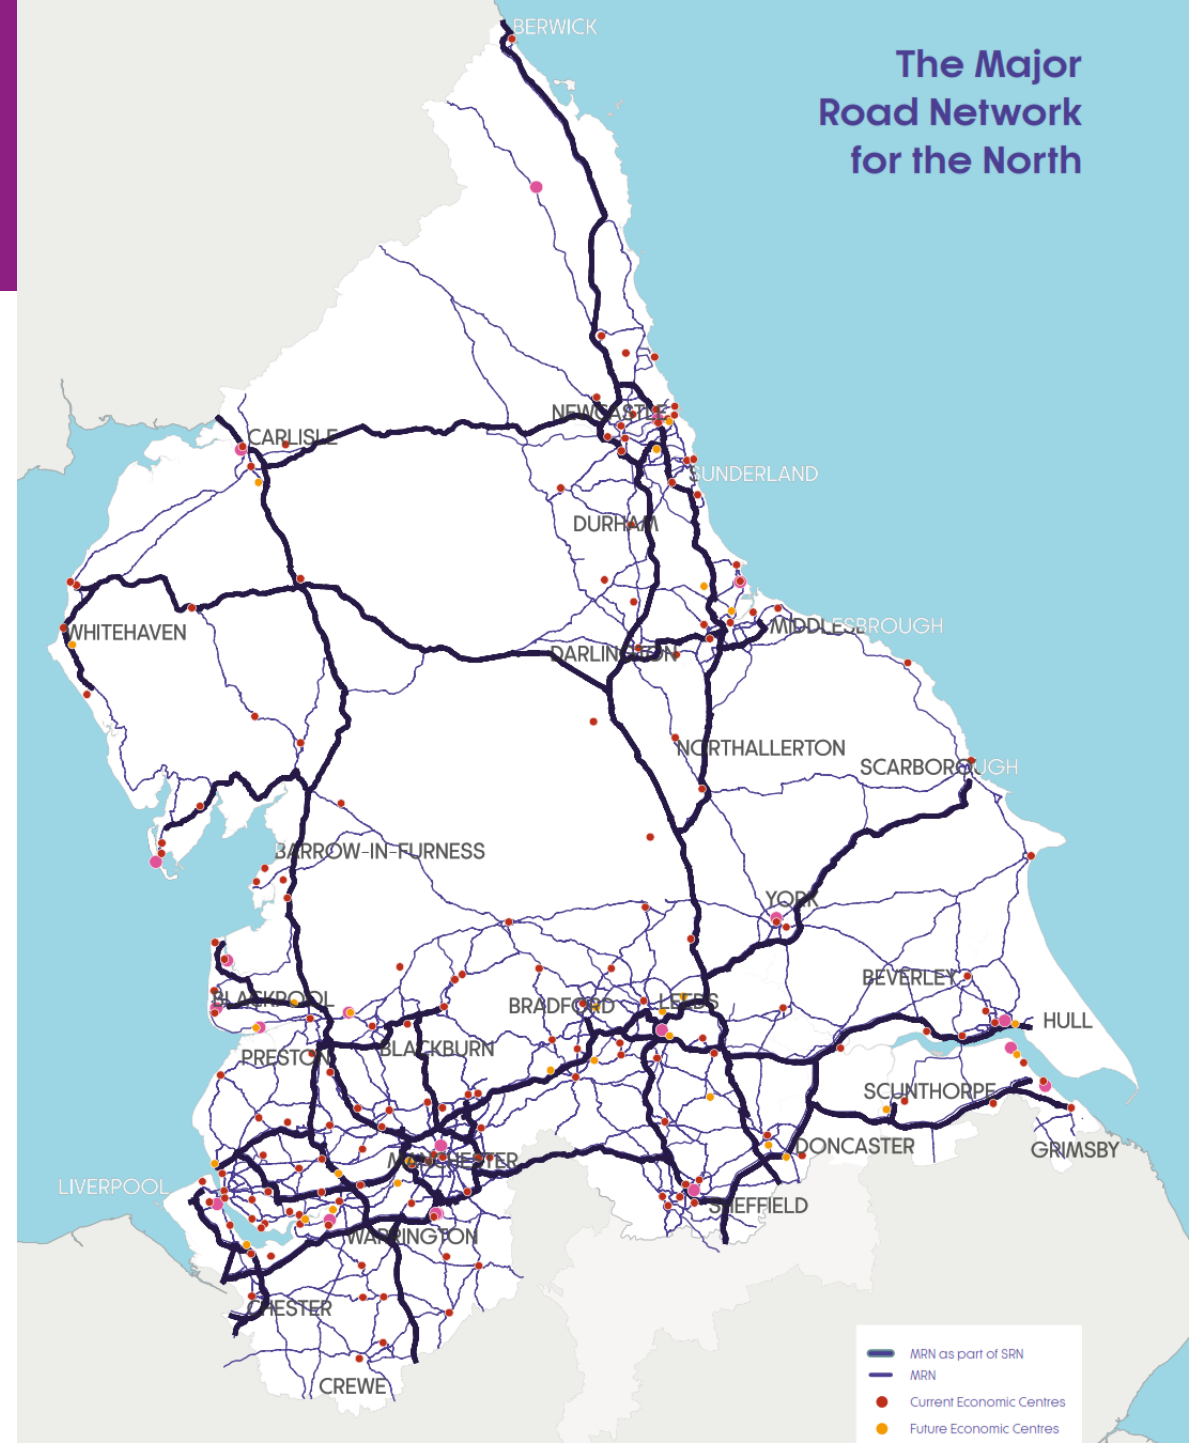 BERWICK
The Major
Road Network
for the North
NEWCASTLE
CARLISLE
SUNDERLAND
DURHAM
WHITEHAVEN
MIDDLESBROUGH
DARLINGTON
NORTHALLERTON
SCARBOROUGH
BARROW-IN-FURNESS
YORK
BEVERLEY
BLACKPOOL
BRADFORD
LEEDS
HULL
PRESTON
BLACKBURN
SCUNTHORPE
DONCASTER
GRIMSBY
MANCHESTER
LIVERPOOL
SHEFFIELD
WARRINGTON
CHESTER
CREWE
MRN as part of SRN
MRN
Current Economic Centres
Future Economic Centres